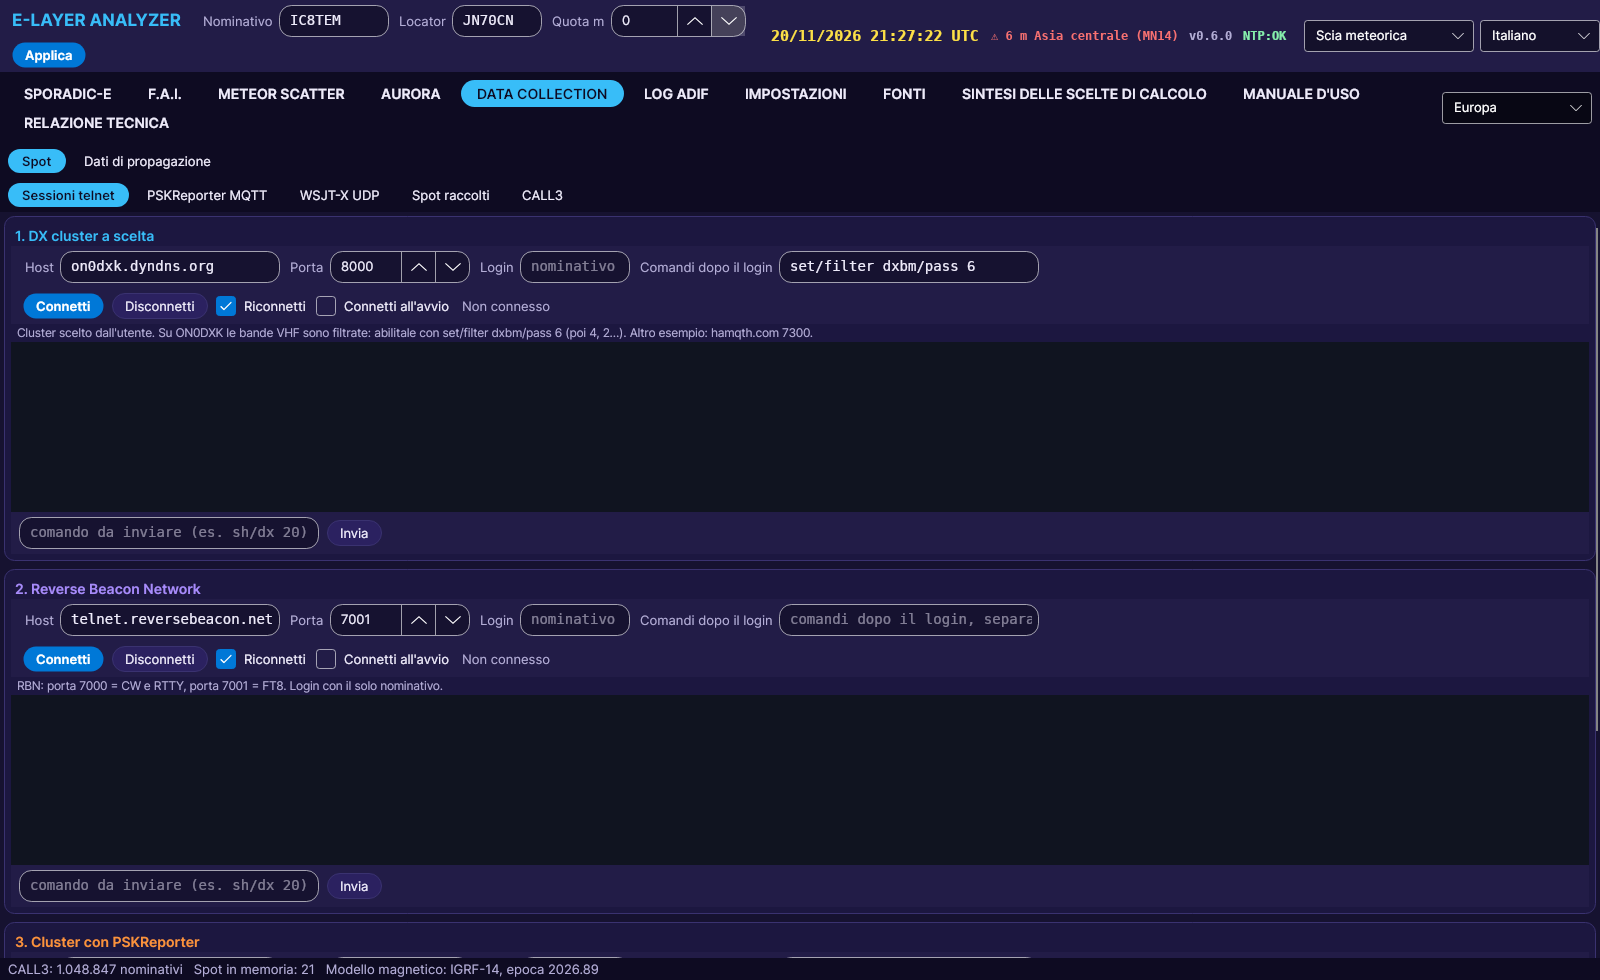 E-LAYER ANALYZER
Nominativo IC8TEM Locator JN70CN Quota m 0
20/11/2026 21:27:22 UTC ⚠ 6 m Asia centrale (MN14) v0.6.0 NTP:OK Scia meteorica Italiano
Applica
SPORADIC-E F.A.I. METEOR SCATTER AURORA DATA COLLECTION LOG ADIF IMPOSTAZIONI FONTI SINTESI DELLE SCELTE DI CALCOLO MANUALE D'USO
RELAZIONE TECNICA
Europa
Spot Dati di propagazione
Sessioni telnet PSKReporter MQTT WSJT-X UDP Spot raccolti CALL3
1. DX cluster a scelta
Host on0dxk.dyndns.org Porta 8000 Login nominativo Comandi dopo il login set/filter dxbm/pass 6
Connetti Disconnetti Riconnetti Connetti all'avvio Non connesso
Cluster scelto dall'utente. Su ON0DXK le bande VHF sono filtrate: abilitale con set/filter dxbm/pass 6 (poi 4, 2...). Altro esempio: hamqth.com 7300.
comando da inviare (es. sh/dx 20) Invia
2. Reverse Beacon Network
Host telnet.reversebeacon.net Porta 7001 Login nominativo Comandi dopo il login comandi dopo il login, separa
Connetti Disconnetti Riconnetti Connetti all'avvio Non connesso
RBN: porta 7000 = CW e RTTY, porta 7001 = FT8. Login con il solo nominativo.
comando da inviare (es. sh/dx 20) Invia
3. Cluster con PSKReporter
CALL3: 1.048.847 nominativi Spot in memoria: 21 Modello magnetico: IGRF-14, epoca 2026.89